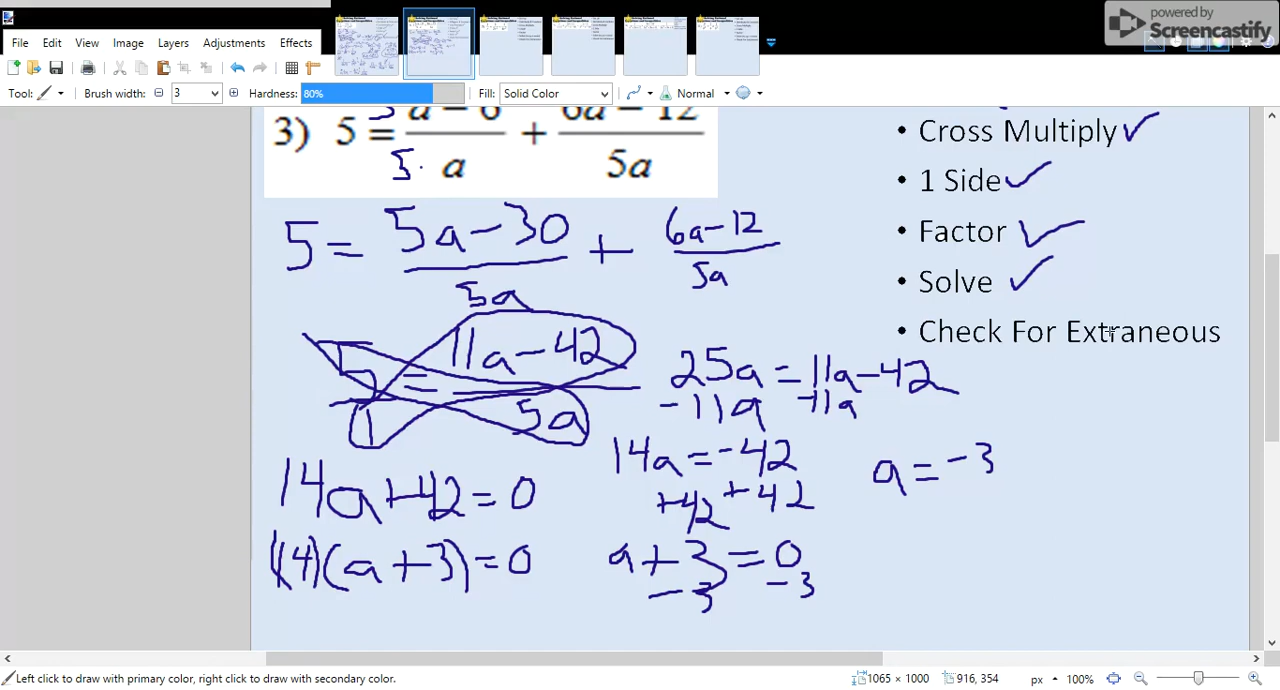 powered by
Screencastify
File Edit View Image Layers Adjustments Effects
Tool: Brush width: 3 Hardness: 80% Fill: Solid Color Normal
3) 5 = a − 6 / a + 6a − 12 / 5a
5 ·
• Cross Multiply ✓
• 1 Side ✓
• Factor ✓
• Solve ✓
• Check For Extraneous
5 = 5a − 30 / 5a + 6a − 12 / 5a
5 / 1 = 11a − 42 / 5a
25a = 11a − 42
−11a −11a
14a = −42
+42 +42
a = −3
14a + 42 = 0
(14)(a + 3) = 0
a + 3 = 0
−3 −3
Left click to draw with primary color, right click to draw with secondary color.
1065 × 1000
916, 354
px
100%